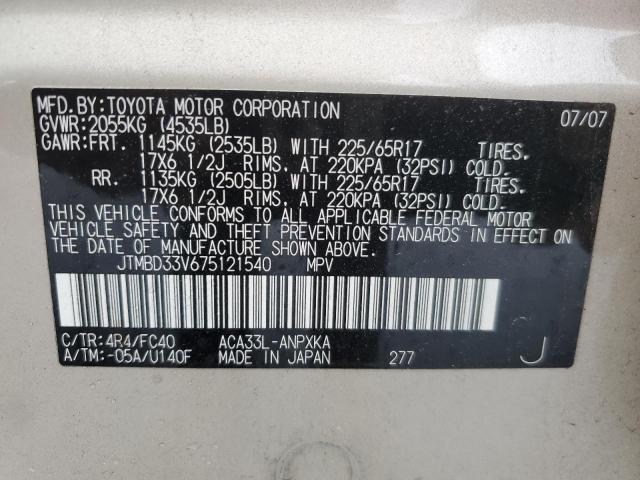 MFD.BY:TOYOTA MOTOR CORPORATION 07/07
GVWR:2055KG (4535LB)
GAWR:FRT. 1145KG (2535LB) WITH 225/65R17 TIRES.
17X6 1/2J RIMS. AT 220KPA (32PSI) COLD.
RR. 1135KG (2505LB) WITH 225/65R17 TIRES.
17X6 1/2J RIMS. AT 220KPA (32PSI) COLD.
THIS VEHICLE CONFORMS TO ALL APPLICABLE FEDERAL MOTOR
VEHICLE SAFETY AND THEFT PREVENTION STANDARDS IN EFFECT ON
THE DATE OF MANUFACTURE SHOWN ABOVE.
JTMBD33V675121540 MPV
C/TR:4R4/FC40 ACA33L-ANPXKA
A/TM:-05A/U140F MADE IN JAPAN 277 J